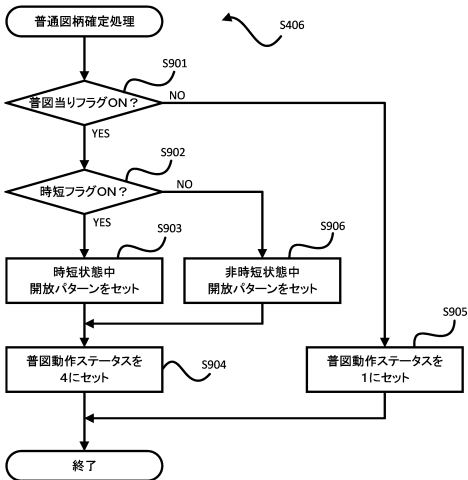 普通図柄確定処理
S406
S901
普図当りフラグON？
NO
YES
S902
時短フラグON？
NO
YES
S903
時短状態中
開放パターンをセット
S906
非時短状態中
開放パターンをセット
S904
普図動作ステータスを
4にセット
S905
普図動作ステータスを
1にセット
終了